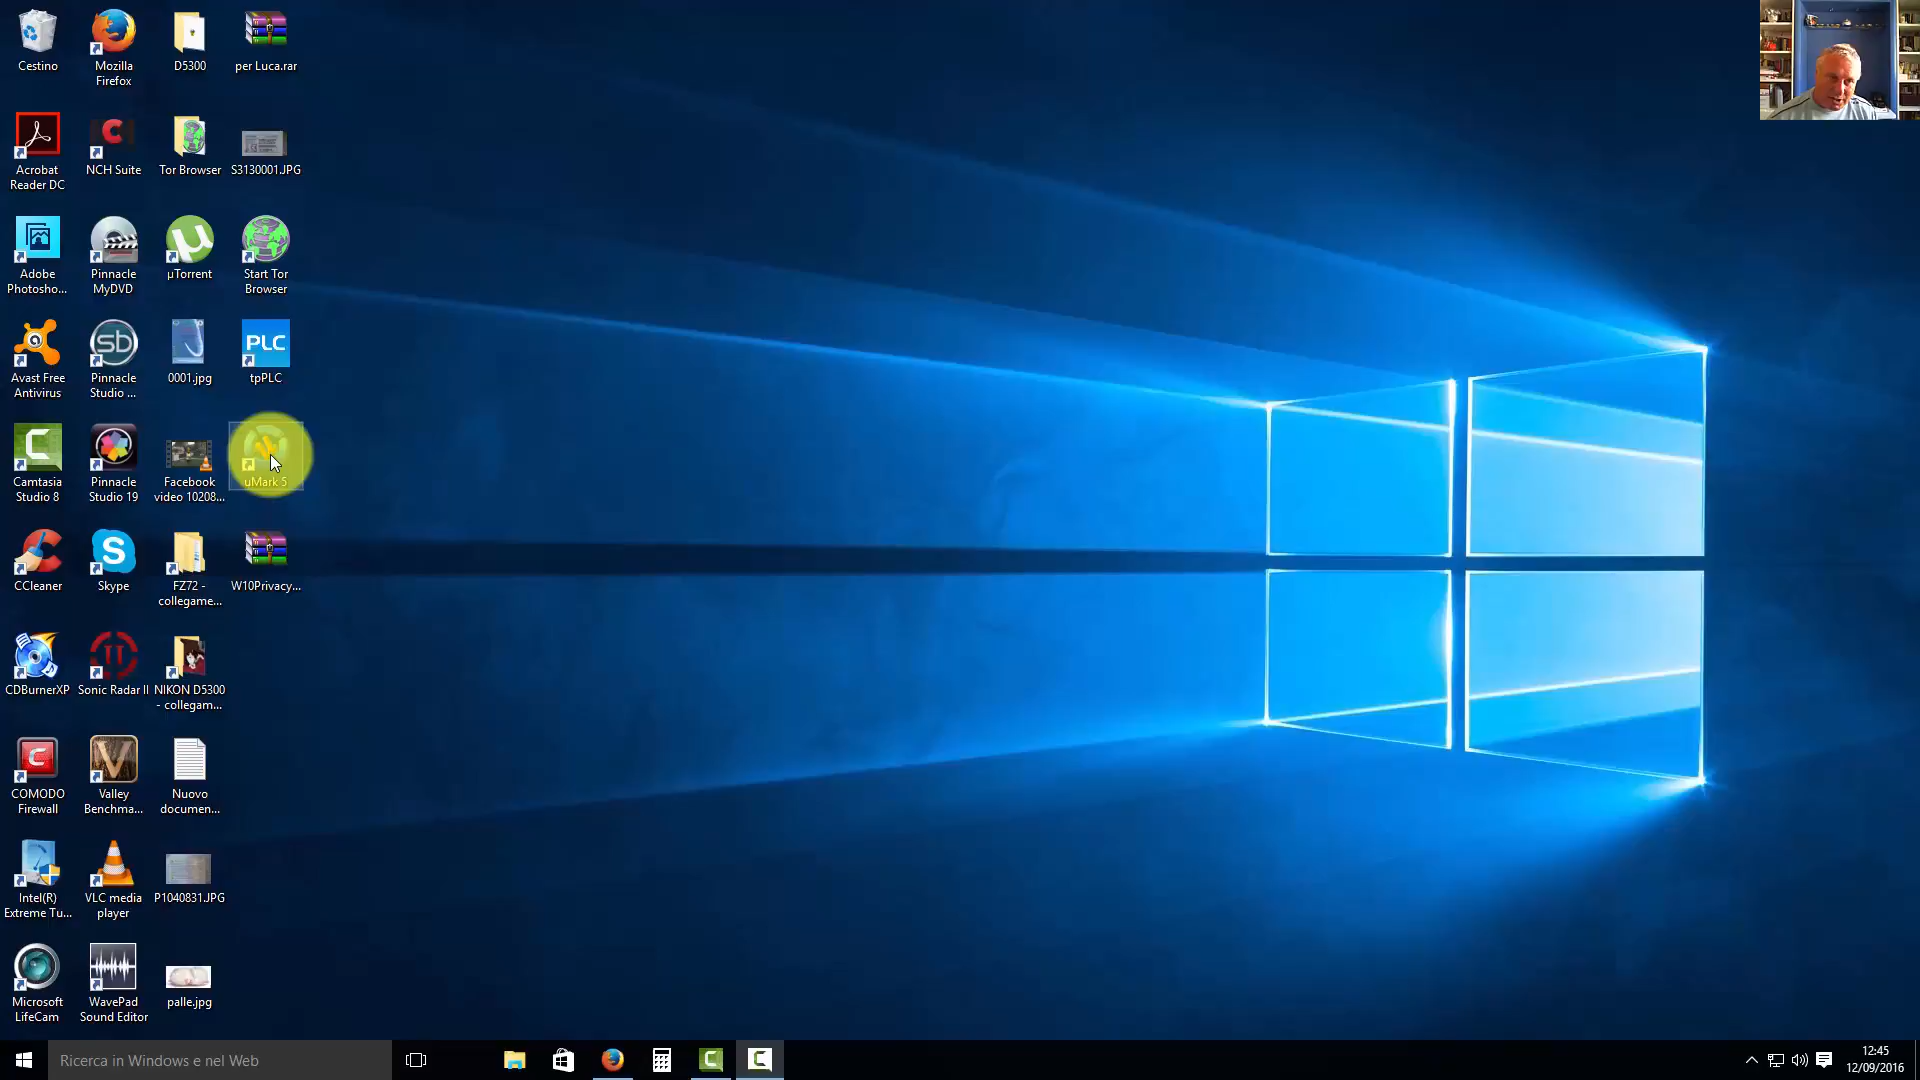 Cestino
Mozilla
Firefox
D5300
per Luca.rar
Acrobat
Reader DC
NCH Suite
Tor Browser
S3130001.JPG
Adobe
Photosho...
Pinnacle
MyDVD
µTorrent
Start Tor
Browser
Avast Free
Antivirus
sb
Pinnacle
Studio ...
0001.jpg
PLC
tpPLC
Camtasia
Studio 8
Pinnacle
Studio 19
Facebook
video 10208...
uMark 5
CCleaner
Skype
FZ72 -
collegame...
W10Privacy...
CDBurnerXP
Sonic Radar II
NIKON D5300
- collegam...
COMODO
Firewall
Valley
Benchma...
Nuovo
documen...
Intel(R)
Extreme Tu...
VLC media
player
P1040831.JPG
Microsoft
LifeCam
WavePad
Sound Editor
palle.jpg
Ricerca in Windows e nel Web
12:45
12/09/2016